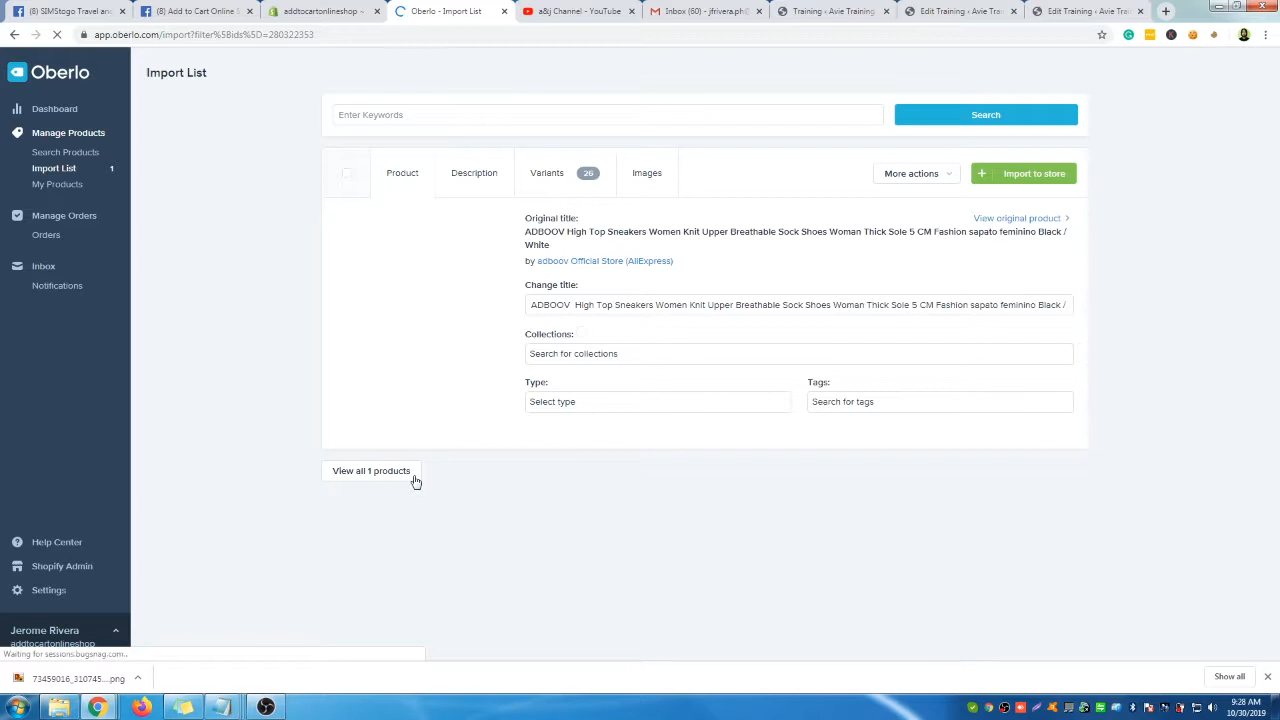 (8) SIMStop Travel and ×
(8) Add to Cart Online S ×
addtocartonlineshop ~ ×
Oberlo - Import List ×
a&j Channel - YouTube ×
Inbox (60) - jfrivera.ph@ ×
Training ‹ Avie Training ×
Edit Training ‹ Avie Tra ×
Edit Training ‹ Avie Tra ×
app.oberlo.com/import?filter%5Bids%5D=280322353
Oberlo
Import List
Enter Keywords
Search
Dashboard
Manage Products
Search Products
Import List 1
My Products
Manage Orders
Orders
Inbox
Notifications
Product
Description
Variants 26
Images
More actions
+ Import to store
Original title:
View original product
ADBOOV High Top Sneakers Women Knit Upper Breathable Sock Shoes Woman Thick Sole 5 CM Fashion sapato feminino Black /
White
by adboov Official Store (AliExpress)
Change title:
ADBOOV High Top Sneakers Women Knit Upper Breathable Sock Shoes Woman Thick Sole 5 CM Fashion sapato feminino Black /
Collections:
Search for collections
Type:
Tags:
Select type
Search for tags
View all 1 products
Help Center
Shopify Admin
Settings
Jerome Rivera
addtocartonlineshop
Waiting for sessions.bugsnag.com...
73459016_310745....png
Show all
9:28 AM
10/30/2019